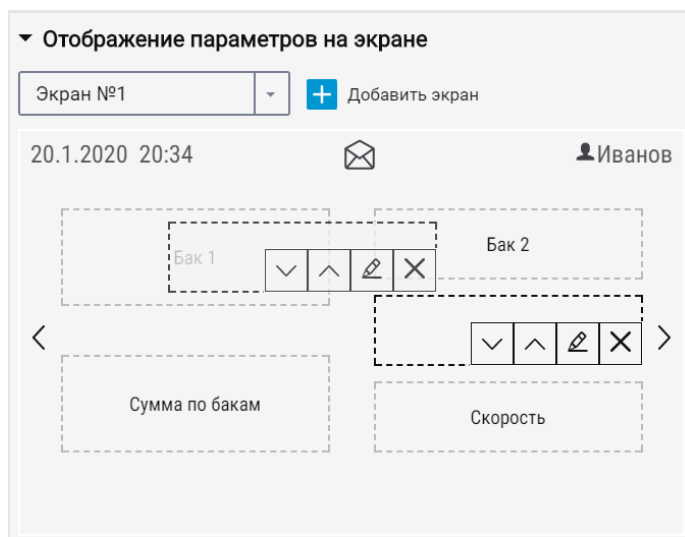 Отображение параметров на экране
Экран №1
Добавить экран
20.1.2020 20:34
Иванов
Бак 1
Бак 2
Сумма по бакам
Скорость